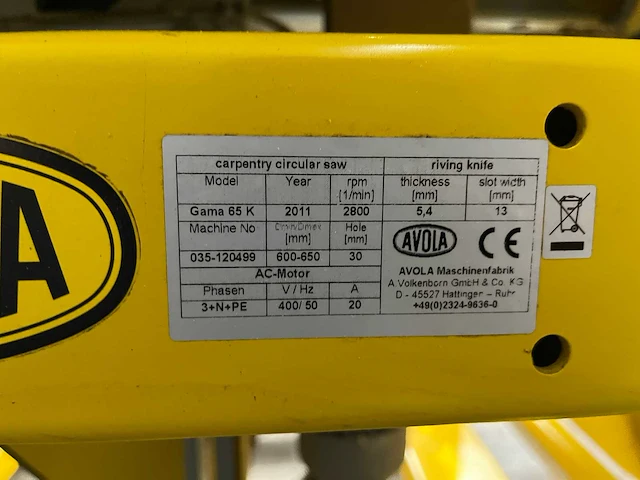 A
carpentry circular saw riving knife
Model Year rpm [1/min] thickness [mm] slot width [mm]
Gama 65 K 2011 2800 5,4 13
Machine No [mm] Hole [mm]
035-120499 600-650 30
AVOLA CE
AC-Motor
Phasen V / Hz A
3+N+PE 400/ 50 20
AVOLA Maschinenfabrik
A Volkenborn GmbH & Co. KG
D - 45527 Hattinger - Ruhr
+49(0)2324-9636-0